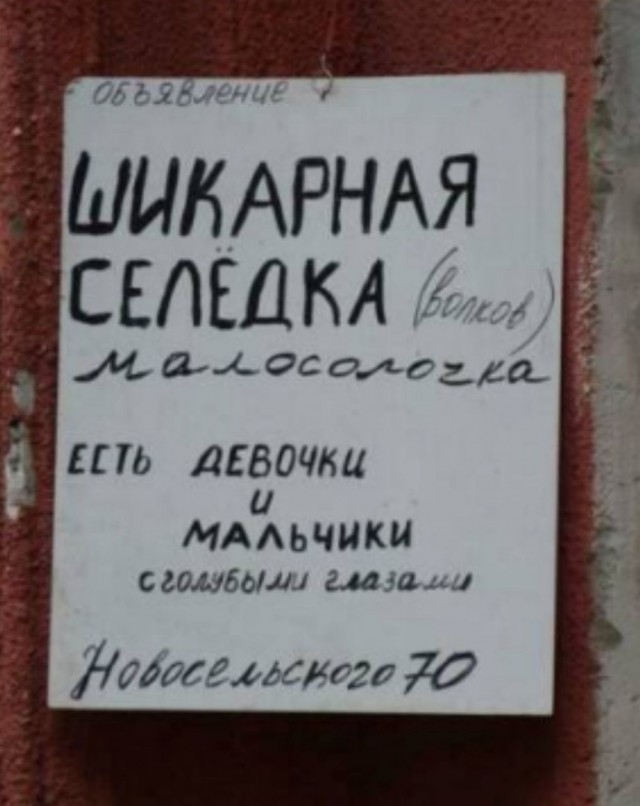 ОБЪЯВЛЕНИЕ
ШИКАРНАЯ
СЕЛЁДКА (волков)
малосолочка
ЕСТЬ ДЕВОЧКИ
И
МАЛЬЧИКИ
С ГОЛУБЫМИ ГЛАЗАМИ
Новосельского 70